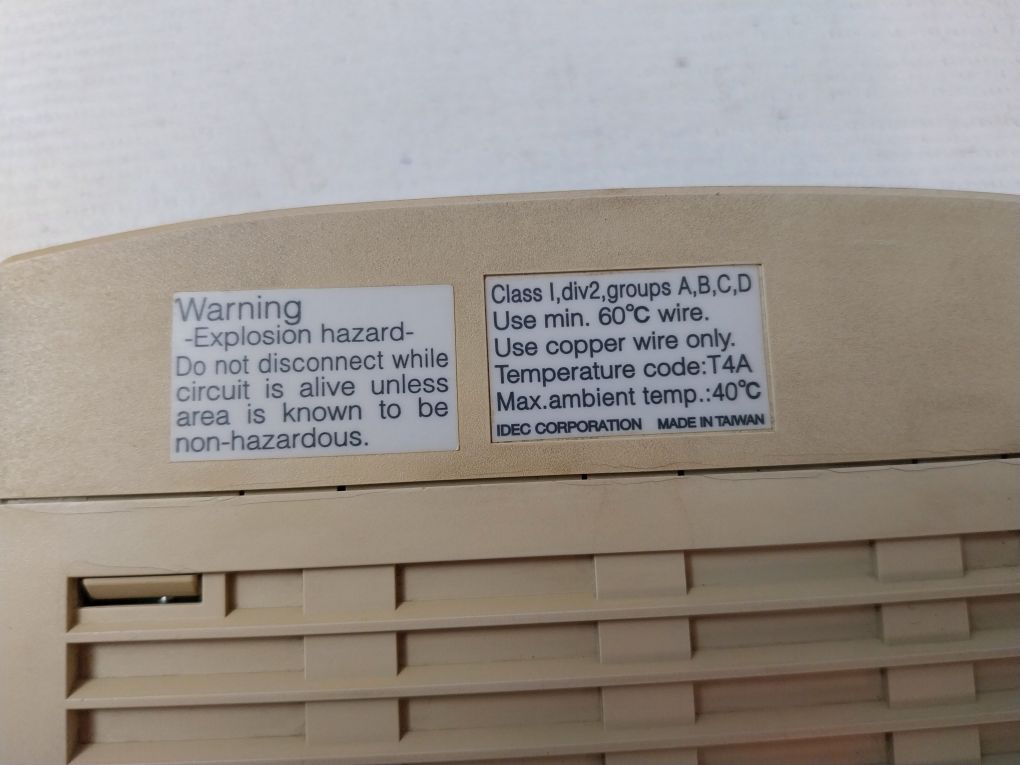 Warning
-Explosion hazard-
Do not disconnect while
circuit is alive unless
area is known to be
non-hazardous.
Class I,div2,groups A,B,C,D
Use min. 60℃ wire.
Use copper wire only.
Temperature code:T4A
Max.ambient temp.:40℃
IDEC CORPORATION MADE IN TAIWAN